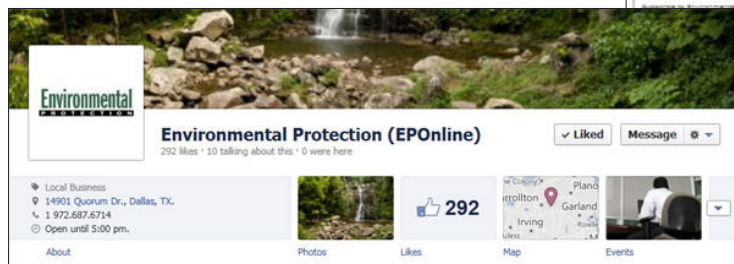 Environmental
PROTECTION
Environmental Protection (EPOnline)
292 likes · 10 talking about this · 0 were here
✓ Liked
Message
Local Business
14901 Quorum Dr., Dallas, TX.
1 972.687.6714
Open until 5:00 pm.
292
The Colony
Plano
rrollton
Garland
Irving
About
Photos
Likes
Map
Events